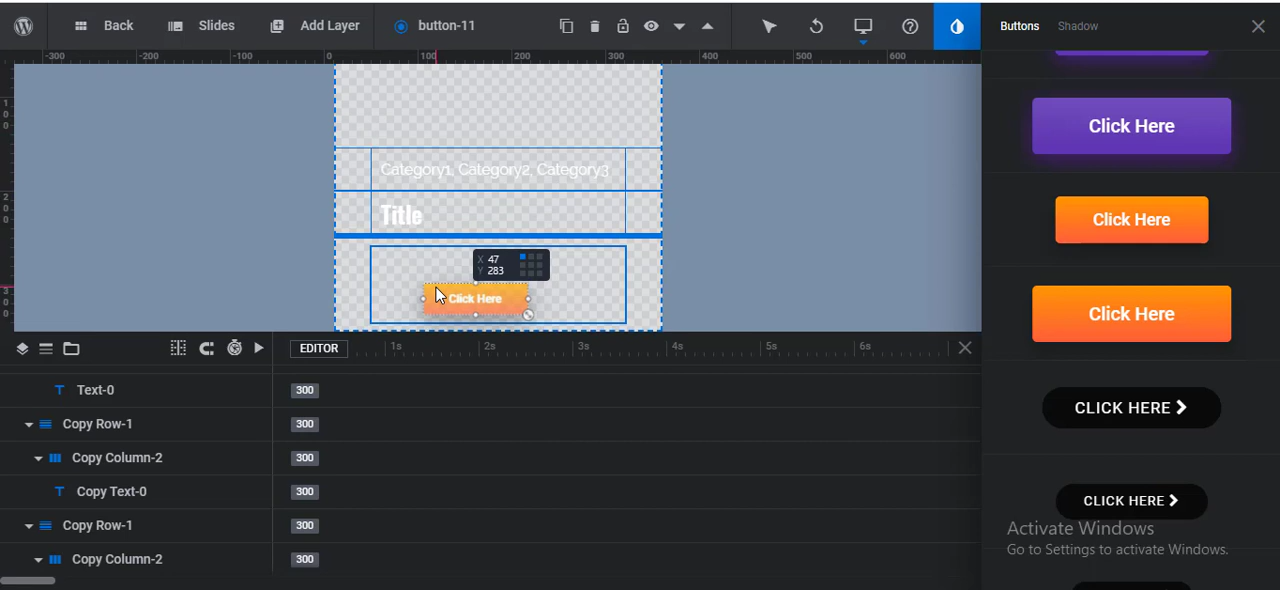 Back Slides Add Layer button-11 Buttons Shadow
-300 -200 -100 0 100 200 300 400 500 600
Click Here
Category1, Category2, Category3
Title
X 47
Y 283
Click Here
Click Here
Click Here
EDITOR 1s 2s 3s 4s 5s 6s
Text-0 300
Copy Row-1 300
CLICK HERE
Copy Column-2 300
Copy Text-0 300
CLICK HERE
Copy Row-1 300
Activate Windows
Go to Settings to activate Windows.
Copy Column-2 300